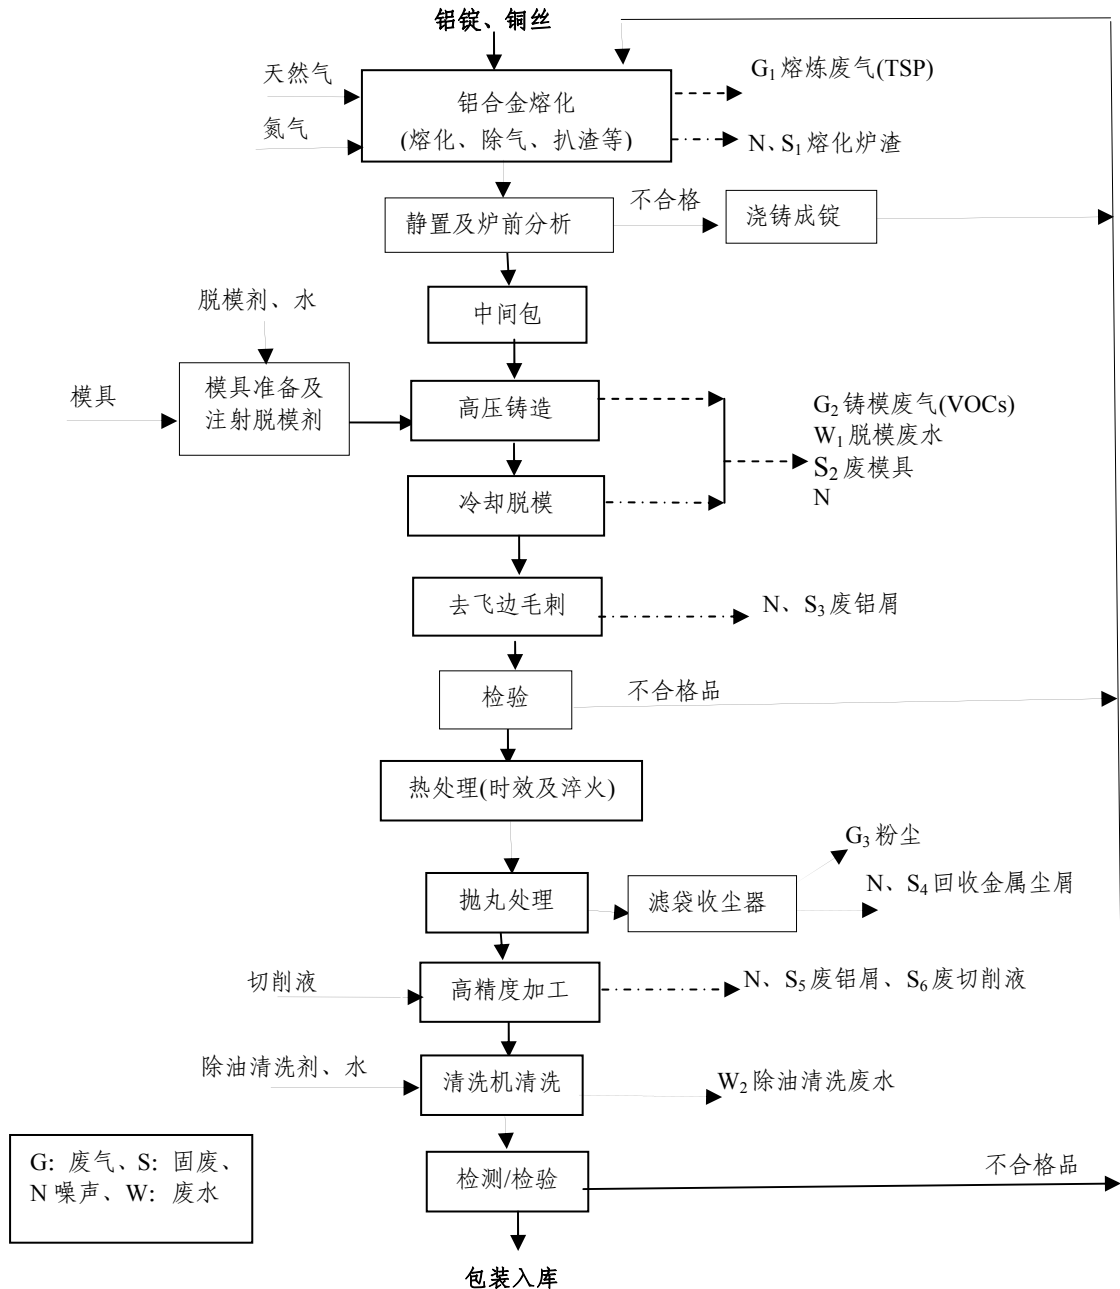 铝锭、铜丝
天然气
氮气
铝合金熔化
(熔化、除气、扒渣等)
G₁熔炼废气(TSP)
N、S₁熔化炉渣
静置及炉前分析
不合格
浇铸成锭
中间包
脱模剂、水
模具
模具准备及
注射脱模剂
高压铸造
G₂铸模废气(VOCs)
W₁脱模废水
S₂废模具
N
冷却脱模
去飞边毛刺
N、S₃废铝屑
检验
不合格品
热处理(时效及淬火)
G₃粉尘
抛丸处理
滤袋收尘器
N、S₄回收金属尘屑
切削液
高精度加工
N、S₅废铝屑、S₆废切削液
除油清洗剂、水
清洗机清洗
W₂除油清洗废水
检测/检验
不合格品
G: 废气、S: 固废、
N 噪声、W: 废水
包装入库